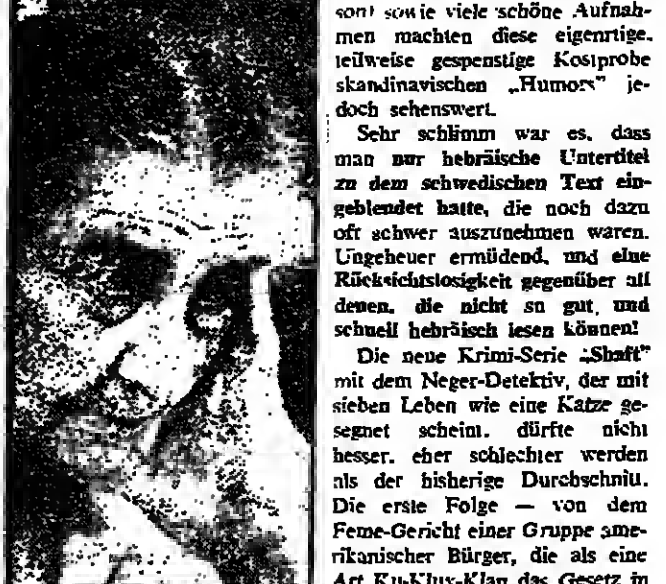 sont sowie viele schöne Aufnah-
men machten diese eigenrtige,
teilweise gespenstige Kostprobe
skandinavischen „Humors" je-
doch sehenswert.
Sehr schlimm war es, dass
man nur hebräische Untertitel
zu dem schwedischen Text ein-
geblendet hatte, die noch dazu
oft schwer auszunehmen waren.
Ungeheuer ermüdend, und eine
Rücksichtslosigkeit gegenüber all
denen, die nicht so gut, und
schnell hebräisch lesen können!
Die neue Krimi-Serie „Shaft"
mit dem Neger-Detektiv, der mit
sieben Leben wie eine Katze ge-
segnet scheint, dürfte nicht
besser, eher schlechter werden
als der bisherige Durchschnitt.
Die erste Folge — von dem
Feme-Gericht einer Gruppe ame-
rikanischer Bürger, die als eine
Art Ku-Klux-Klan das Gesetz in